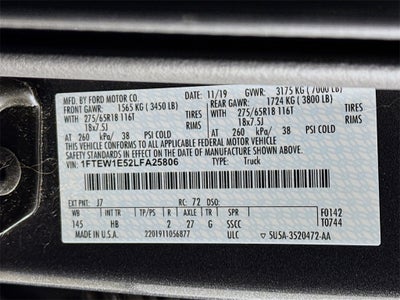 MFD. BY FORD MOTOR CO. 11/19 GVWR: 3175 KG (7000 LB)
FRONT GAWR: 1565 KG (3450 LB) REAR GAWR: 1724 KG (3800 LB)
275/65R18 116T TIRES 275/65R18 116T TIRES
18x7.5J RIMS 18x7.5J RIMS
AT 260 kPa/ 38 PSI COLD AT 260 kPa/ 38 PSI COLD
THIS VEHICLE CONFORMS TO ALL APPLICABLE FEDERAL MOTOR VEHICLE
SAFETY STANDARDS IN EFFECT ON THE DATE OF MANUFACTURE SHOWN ABOVE.
VIN: 1FTEW1E52LFA25806 TYPE: Truck
EXT PNT: J7 RC: 72 DSO: F0142
WB INT TR TP R AXLE TR SPR T0744
145 HB 2 27 G SSCC
MADE IN U.S.A. 2201911056877 ULC 5U5A-3520472-AA